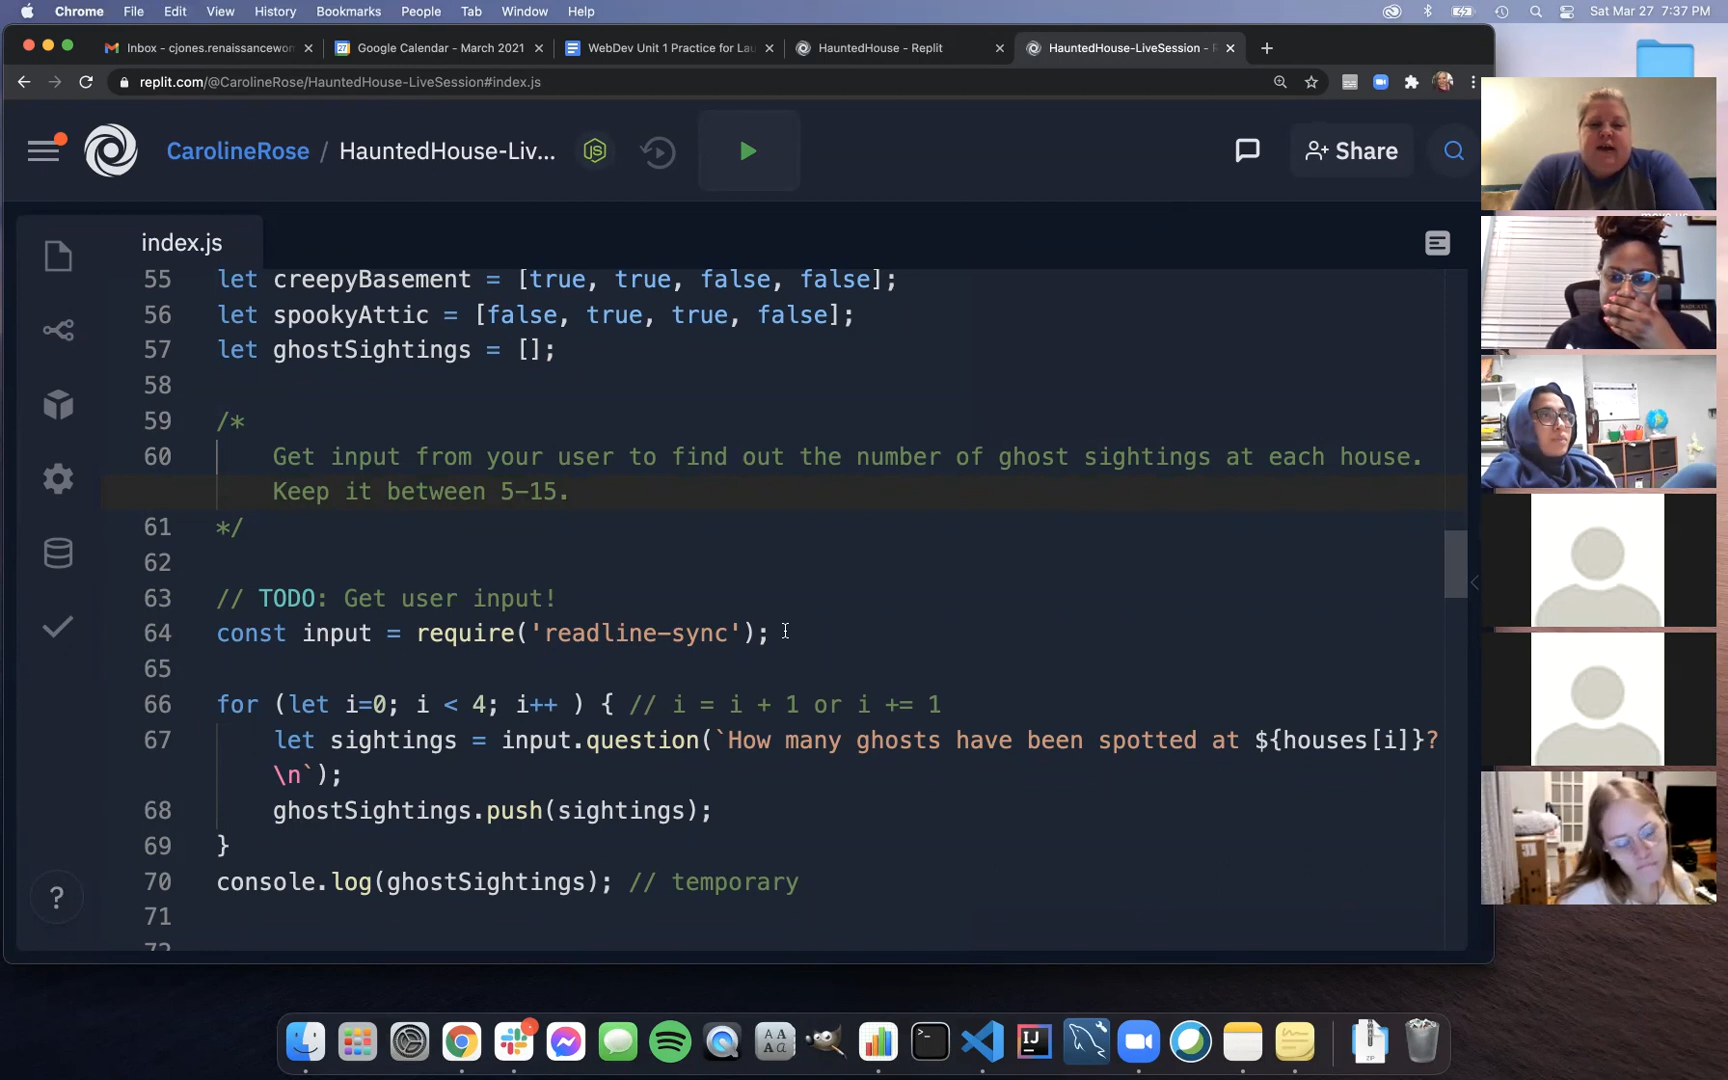 Chrome File Edit View History Bookmarks People Tab Window Help Sat Mar 27 7:37 PM
Inbox - cjones.renaissancewon
Google Calendar - March 2021
WebDev Unit 1 Practice for Lau
HauntedHouse - Replit
HauntedHouse-LiveSession - R
replit.com/@CarolineRose/HauntedHouse-LiveSession#index.js
CarolineRose / HauntedHouse-Liv... JS Share
index.js
55 let creepyBasement = [true, true, false, false];
56 let spookyAttic = [false, true, true, false];
57 let ghostSightings = [];
58
59 /*
60 Get input from your user to find out the number of ghost sightings at each house.
Keep it between 5-15.
61 */
62
63 // TODO: Get user input!
64 const input = require('readline-sync');
65
66 for (let i=0; i < 4; i++ ) { // i = i + 1 or i += 1
67 let sightings = input.question(`How many ghosts have been spotted at ${houses[i]}?
\n`);
68 ghostSightings.push(sightings);
69 }
70 console.log(ghostSightings); // temporary
71
72
?